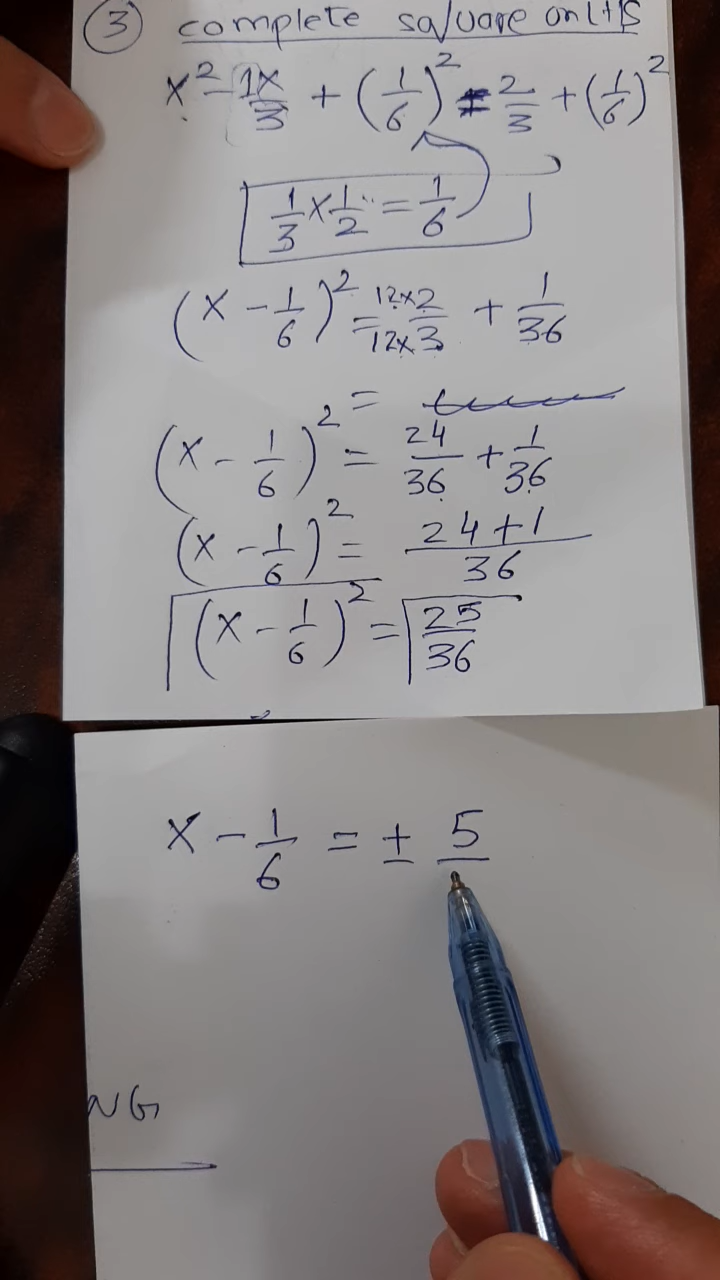 ③ complete square on LHS
x² - 1x/3 + (1/6)² = 2/3 + (1/6)²
1/3 × 1/2 = 1/6
(x - 1/6)² = 12×2/12×3 + 1/36
=
(x - 1/6)² = 24/36 + 1/36
(x - 1/6)² = 24+1/36
(x - 1/6)² = 25/36
x - 1/6 = ± 5
NG